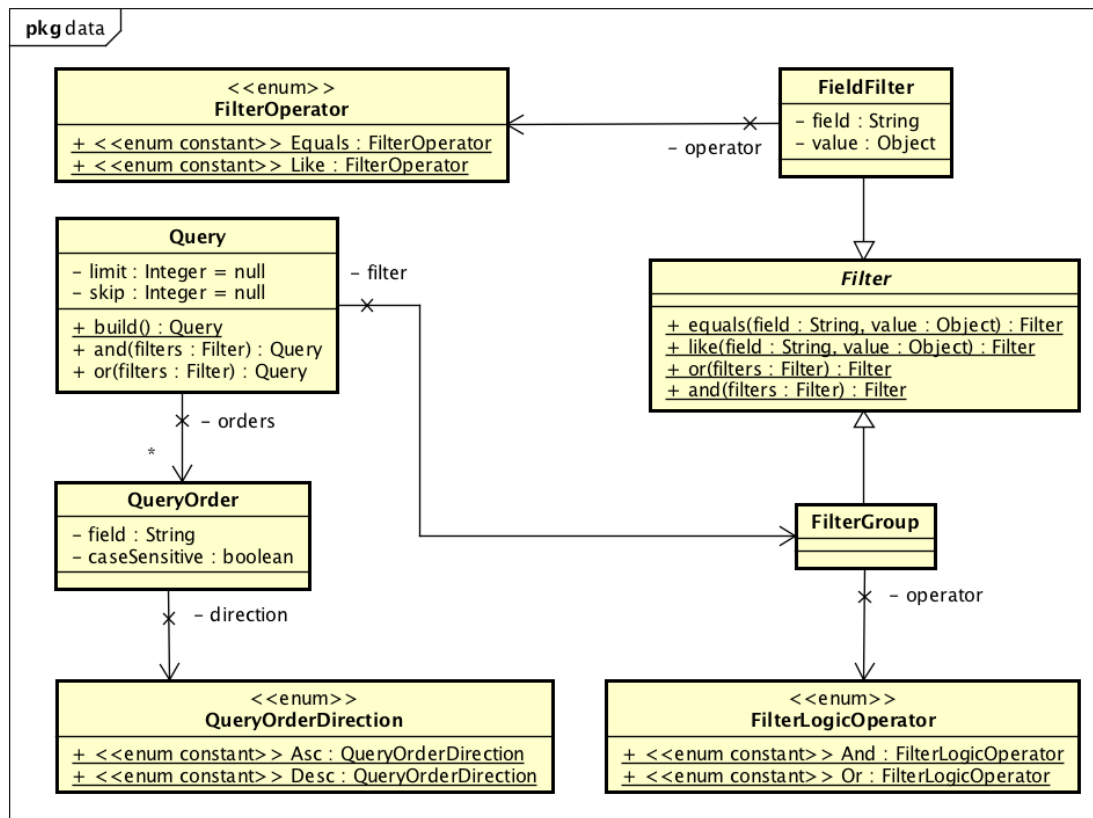 pkg data
<<enum>>
FilterOperator
+ <<enum constant>> Equals : FilterOperator
+ <<enum constant>> Like : FilterOperator
FieldFilter
– field : String
– value : Object
– operator
Query
– limit : Integer = null
– skip : Integer = null
+ build() : Query
+ and(filters : Filter) : Query
+ or(filters : Filter) : Query
– filter
Filter
+ equals(field : String, value : Object) : Filter
+ like(field : String, value : Object) : Filter
+ or(filters : Filter) : Filter
+ and(filters : Filter) : Filter
– orders
*
QueryOrder
– field : String
– caseSensitive : boolean
FilterGroup
– direction
– operator
<<enum>>
QueryOrderDirection
+ <<enum constant>> Asc : QueryOrderDirection
+ <<enum constant>> Desc : QueryOrderDirection
<<enum>>
FilterLogicOperator
+ <<enum constant>> And : FilterLogicOperator
+ <<enum constant>> Or : FilterLogicOperator